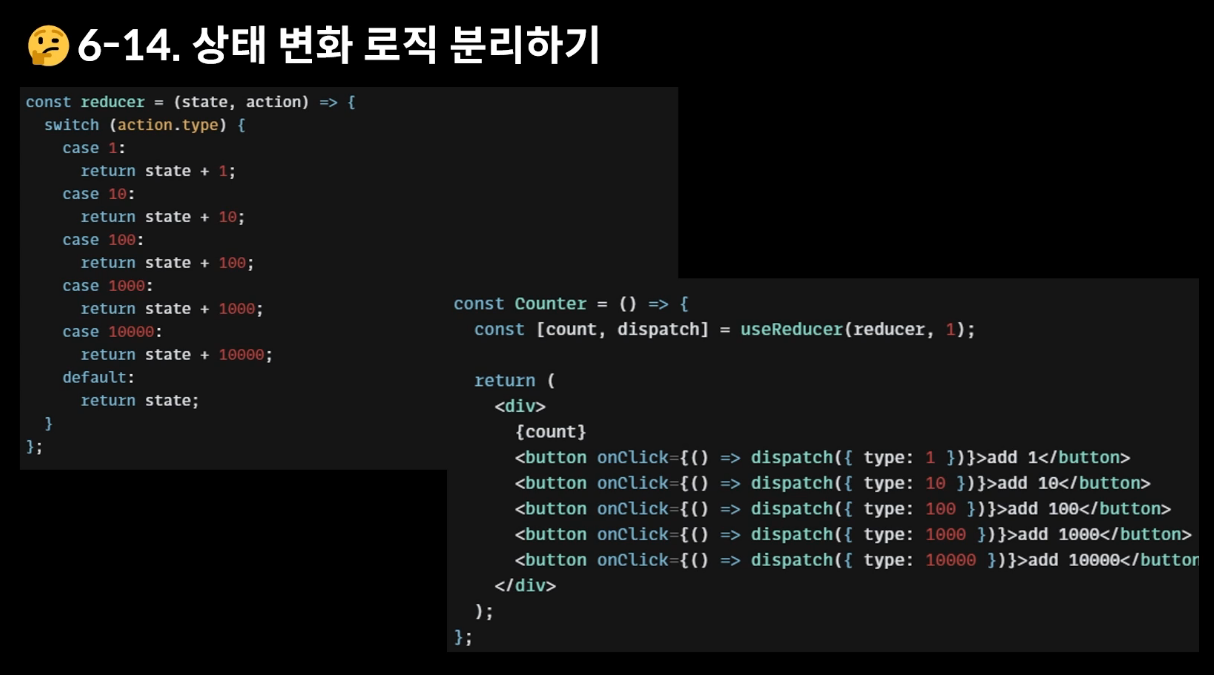 🤔6-14. 상태 변화 로직 분리하기
const reducer = (state, action) => {
  switch (action.type) {
    case 1:
      return state + 1;
    case 10:
      return state + 10;
    case 100:
      return state + 100;
    case 1000:
      return state + 1000;
    case 10000:
      return state + 10000;
    default:
      return state;
  }
};
const Counter = () => {
  const [count, dispatch] = useReducer(reducer, 1);
  return (
    <div>
      {count}
      <button onClick={() => dispatch({ type: 1 })}>add 1</button>
      <button onClick={() => dispatch({ type: 10 })}>add 10</button>
      <button onClick={() => dispatch({ type: 100 })}>add 100</button>
      <button onClick={() => dispatch({ type: 1000 })}>add 1000</button>
      <button onClick={() => dispatch({ type: 10000 })}>add 10000</button
    </div>
  );
};